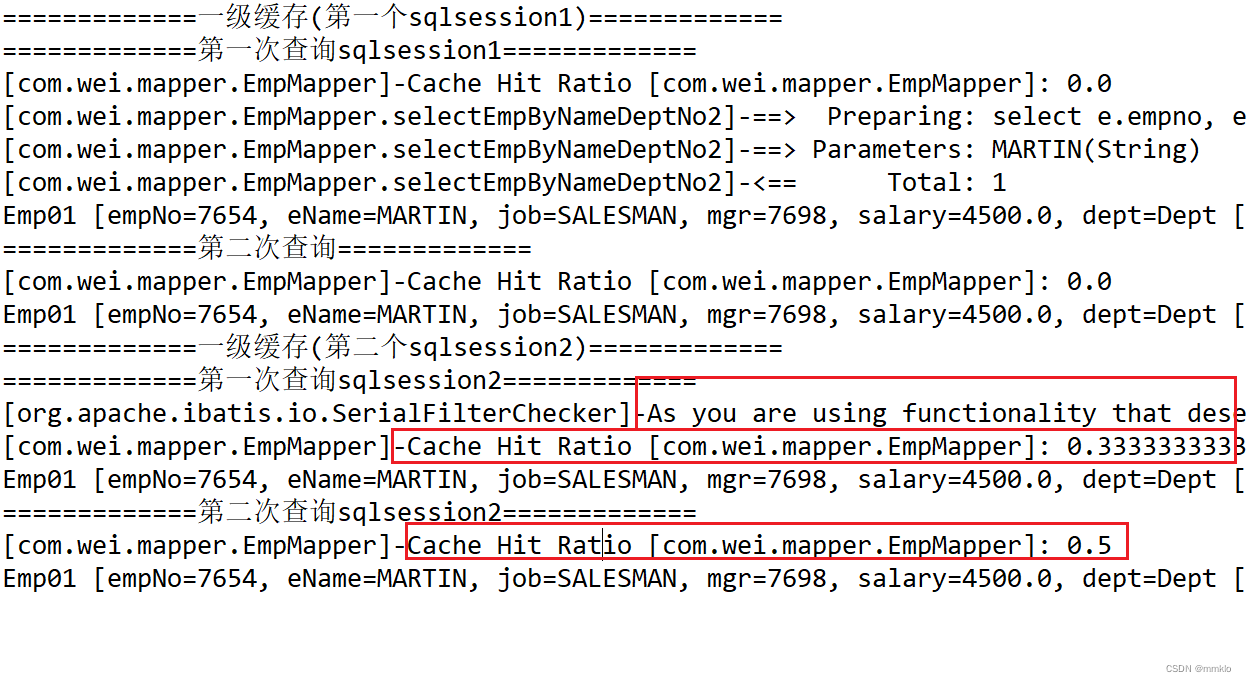 =============一级缓存(第一个sqlsession1)=============
=============第一次查询sqlsession1=============
[com.wei.mapper.EmpMapper]-Cache Hit Ratio [com.wei.mapper.EmpMapper]: 0.0
[com.wei.mapper.EmpMapper.selectEmpByNameDeptNo2]-==>  Preparing: select e.empno, e
[com.wei.mapper.EmpMapper.selectEmpByNameDeptNo2]-==> Parameters: MARTIN(String)
[com.wei.mapper.EmpMapper.selectEmpByNameDeptNo2]-<==      Total: 1
Emp01 [empNo=7654, eName=MARTIN, job=SALESMAN, mgr=7698, salary=4500.0, dept=Dept [
=============第二次查询=============
[com.wei.mapper.EmpMapper]-Cache Hit Ratio [com.wei.mapper.EmpMapper]: 0.0
Emp01 [empNo=7654, eName=MARTIN, job=SALESMAN, mgr=7698, salary=4500.0, dept=Dept [
=============一级缓存(第二个sqlsession2)=============
=============第一次查询sqlsession2=============
[org.apache.ibatis.io.SerialFilterChecker]-As you are using functionality that dese
[com.wei.mapper.EmpMapper]-Cache Hit Ratio [com.wei.mapper.EmpMapper]: 0.33333333333
Emp01 [empNo=7654, eName=MARTIN, job=SALESMAN, mgr=7698, salary=4500.0, dept=Dept [
=============第二次查询sqlsession2=============
[com.wei.mapper.EmpMapper]-Cache Hit Ratio [com.wei.mapper.EmpMapper]: 0.5
Emp01 [empNo=7654, eName=MARTIN, job=SALESMAN, mgr=7698, salary=4500.0, dept=Dept [
CSDN @mmklo